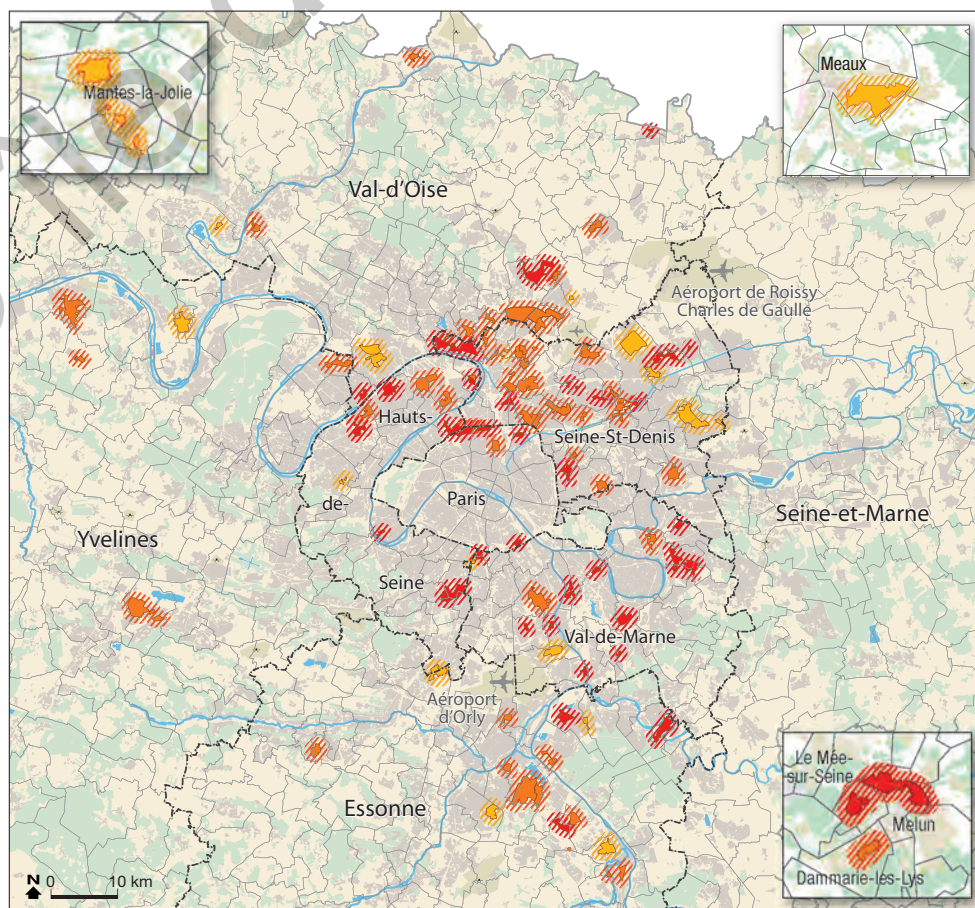 Mantes-la-Jolie
Meaux
Val-d'Oise
Aéroport de Roissy
Charles de Gaulle
Hauts-
Seine-St-Denis
de-
Paris
Seine-et-Marne
Yvelines
Seine
Val-de-Marne
Aéroport
d'Orly
Le Mée-
sur-Seine
Melun
Dammarie-les-Lys
Essonne
N 0 10 km